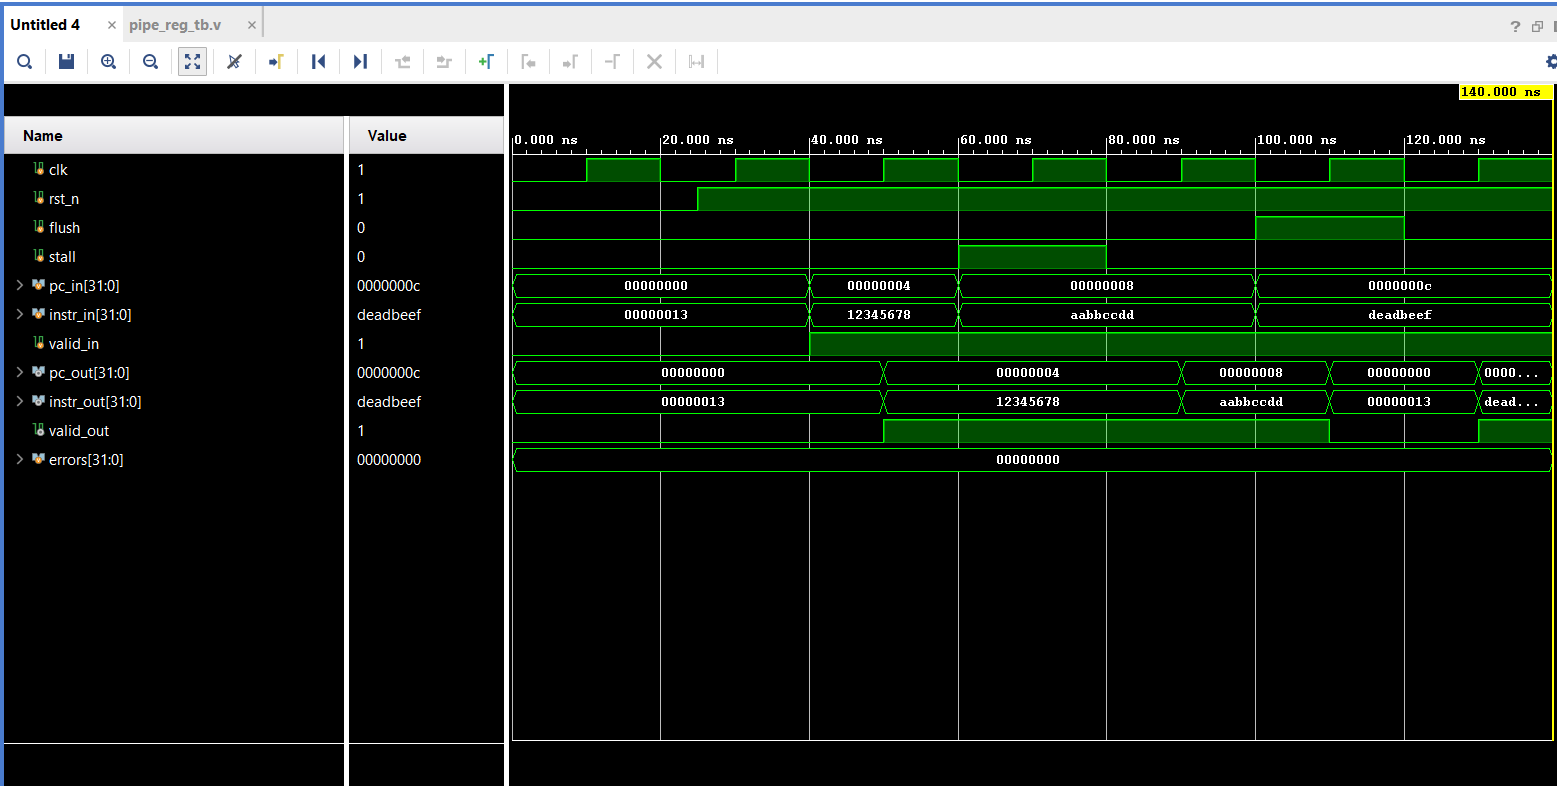 Untitled 4 × pipe_reg_tb.v ×
?
140.000 ns
Name Value
0.000 ns 20.000 ns 40.000 ns 60.000 ns 80.000 ns 100.000 ns 120.000 ns
clk 1
rst_n 1
flush 0
stall 0
pc_in[31:0] 0000000c 00000000 00000004 00000008 0000000c
instr_in[31:0] deadbeef 00000013 12345678 aabbccdd deadbeef
valid_in 1
pc_out[31:0] 0000000c 00000000 00000004 00000008 00000000 0000...
instr_out[31:0] deadbeef 00000013 12345678 aabbccdd 00000013 dead...
valid_out 1
errors[31:0] 00000000 00000000